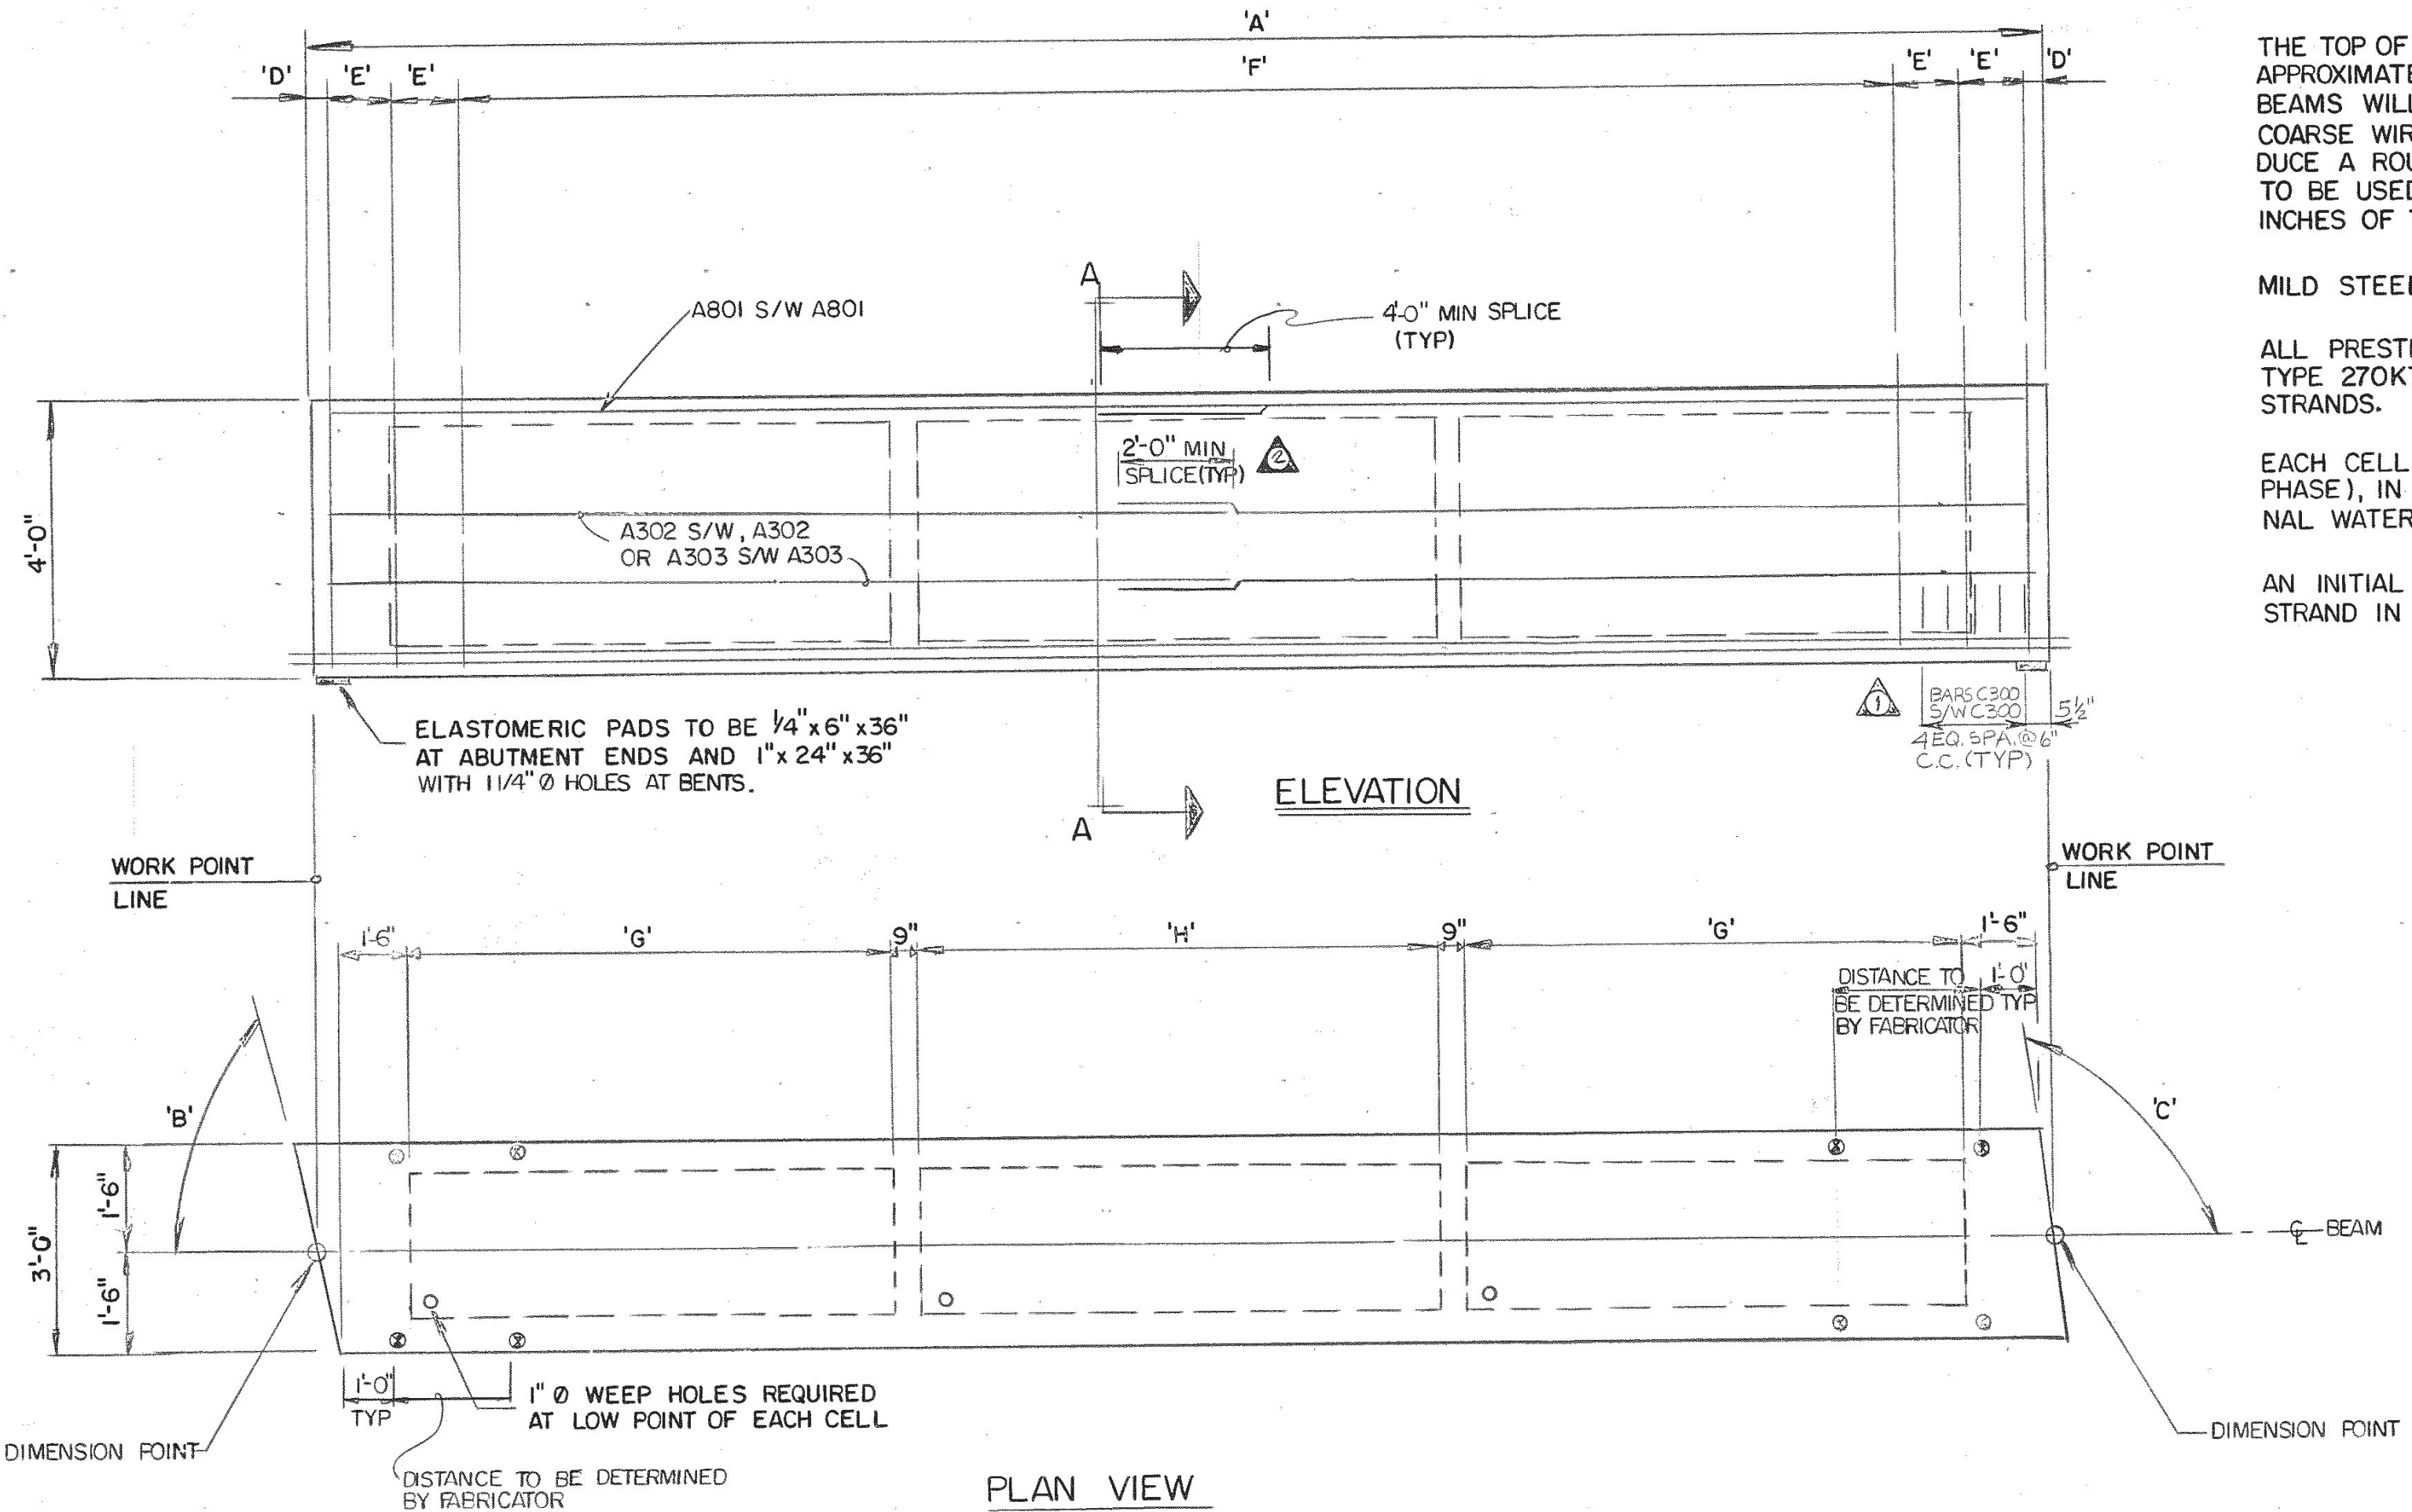 'A'
'D' 'E' 'E' 'F' 'E' 'E' 'D'
THE TOP OF
APPROXIMATE
BEAMS WILL
COARSE WIR
DUCE A ROU
TO BE USED
INCHES OF T
MILD STEEL
ALL PREST
TYPE 270K
STRANDS.
EACH CELL
PHASE), IN
NAL WATER
AN INITIAL
STRAND IN
A
A801 S/W A801
4'-0" MIN SPLICE
(TYP)
2'-0" MIN
SPLICE(TYP)
2
4'-0"
A302 S/W, A302
OR A303 S/W A303
ELASTOMERIC PADS TO BE 1/4" x 6" x 36"
AT ABUTMENT ENDS AND 1" x 24" x 36"
WITH 1 1/4" Ø HOLES AT BENTS.
1
BARS C300
S/W C300
5½"
4 EQ. SPA. @ 6"
C.C. (TYP)
A
ELEVATION
WORK POINT
LINE
WORK POINT
LINE
1'-6" 'G' 9" 'H' 9" 'G' 1'-6"
DISTANCE TO
BE DETERMINED
BY FABRICATOR
1'-0"
TYP
'B'
'C'
3'-0"
1'-6"
1'-6"
℄ BEAM
1'-0"
TYP
1" Ø WEEP HOLES REQUIRED
AT LOW POINT OF EACH CELL
DIMENSION POINT
DIMENSION POINT
DISTANCE TO BE DETERMINED
BY FABRICATOR
PLAN VIEW